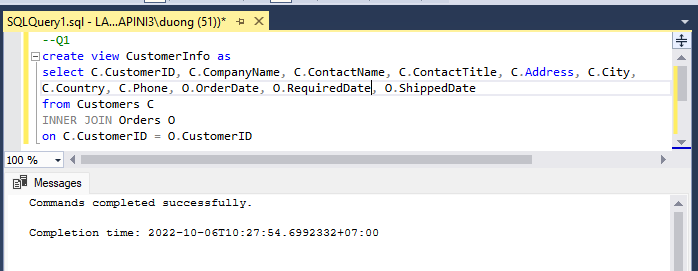 SQLQuery1.sql - LA...APINI3\duong (51))*
--Q1
create view CustomerInfo as
select C.CustomerID, C.CompanyName, C.ContactName, C.ContactTitle, C.Address, C.City,
C.Country, C.Phone, O.OrderDate, O.RequiredDate, O.ShippedDate
from Customers C
INNER JOIN Orders O
on C.CustomerID = O.CustomerID
100 %
Messages
Commands completed successfully.
Completion time: 2022-10-06T10:27:54.6992332+07:00